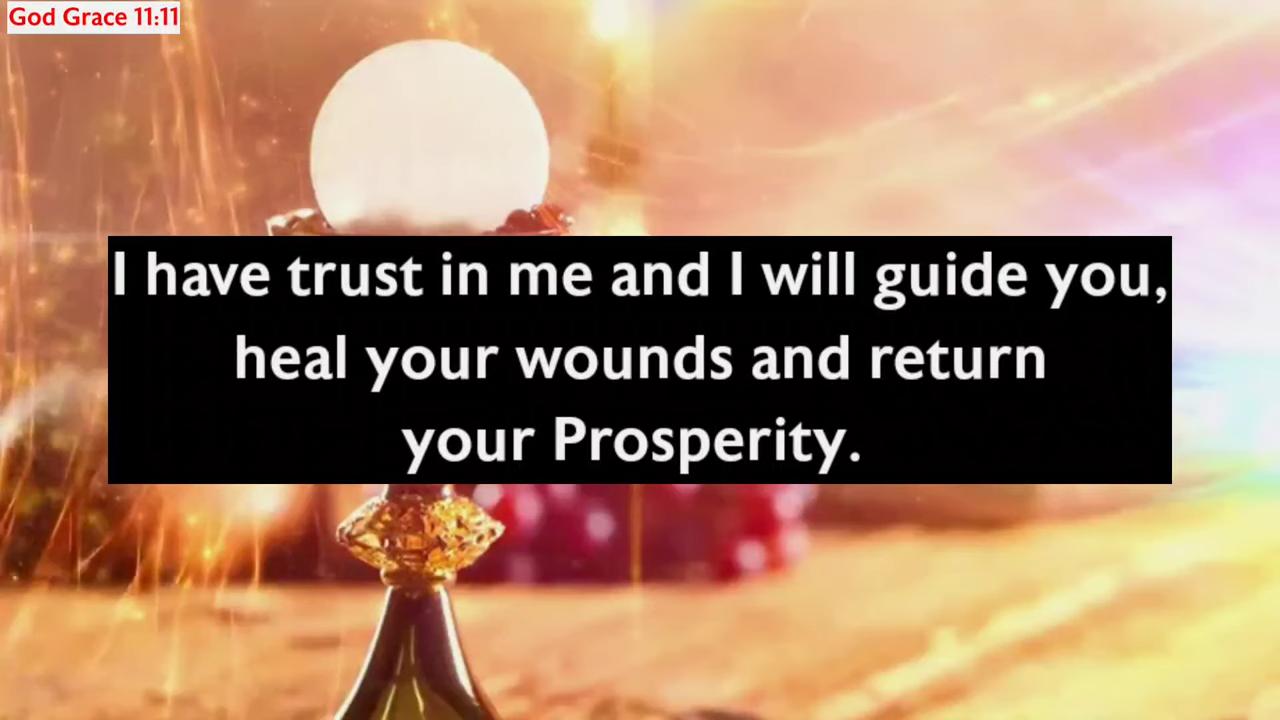 God Grace 11:11
I have trust in me and I will guide you,
heal your wounds and return
your Prosperity.